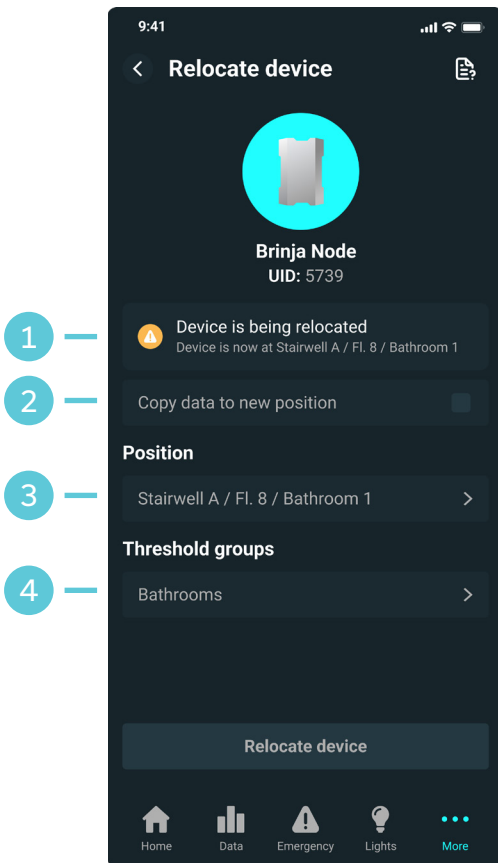 9:41
Relocate device
Brinja Node
UID: 5739
1
Device is being relocated
Device is now at Stairwell A / Fl. 8 / Bathroom 1
2
Copy data to new position
Position
3
Stairwell A / Fl. 8 / Bathroom 1
Threshold groups
4
Bathrooms
Relocate device
Home
Data
Emergency
Lights
More